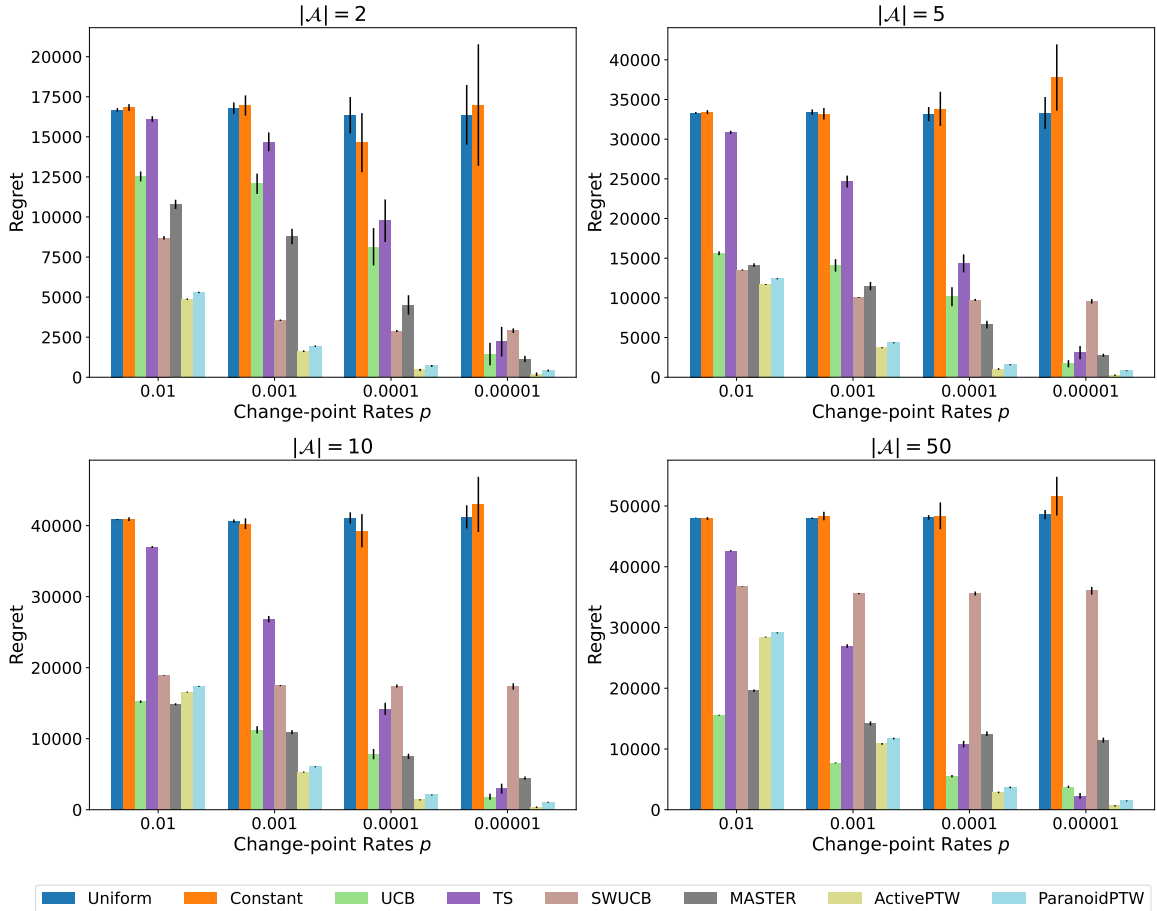 |𝒜| = 2
20000
17500
15000
12500
10000
7500
5000
2500
0
Regret
0.01 0.001 0.0001 0.00001
Change-point Rates p
|𝒜| = 5
40000
35000
30000
25000
20000
15000
10000
5000
0
Regret
0.01 0.001 0.0001 0.00001
Change-point Rates p
|𝒜| = 10
40000
30000
20000
10000
0
Regret
0.01 0.001 0.0001 0.00001
Change-point Rates p
|𝒜| = 50
50000
40000
30000
20000
10000
0
Regret
0.01 0.001 0.0001 0.00001
Change-point Rates p
Uniform Constant UCB TS SWUCB MASTER ActivePTW ParanoidPTW